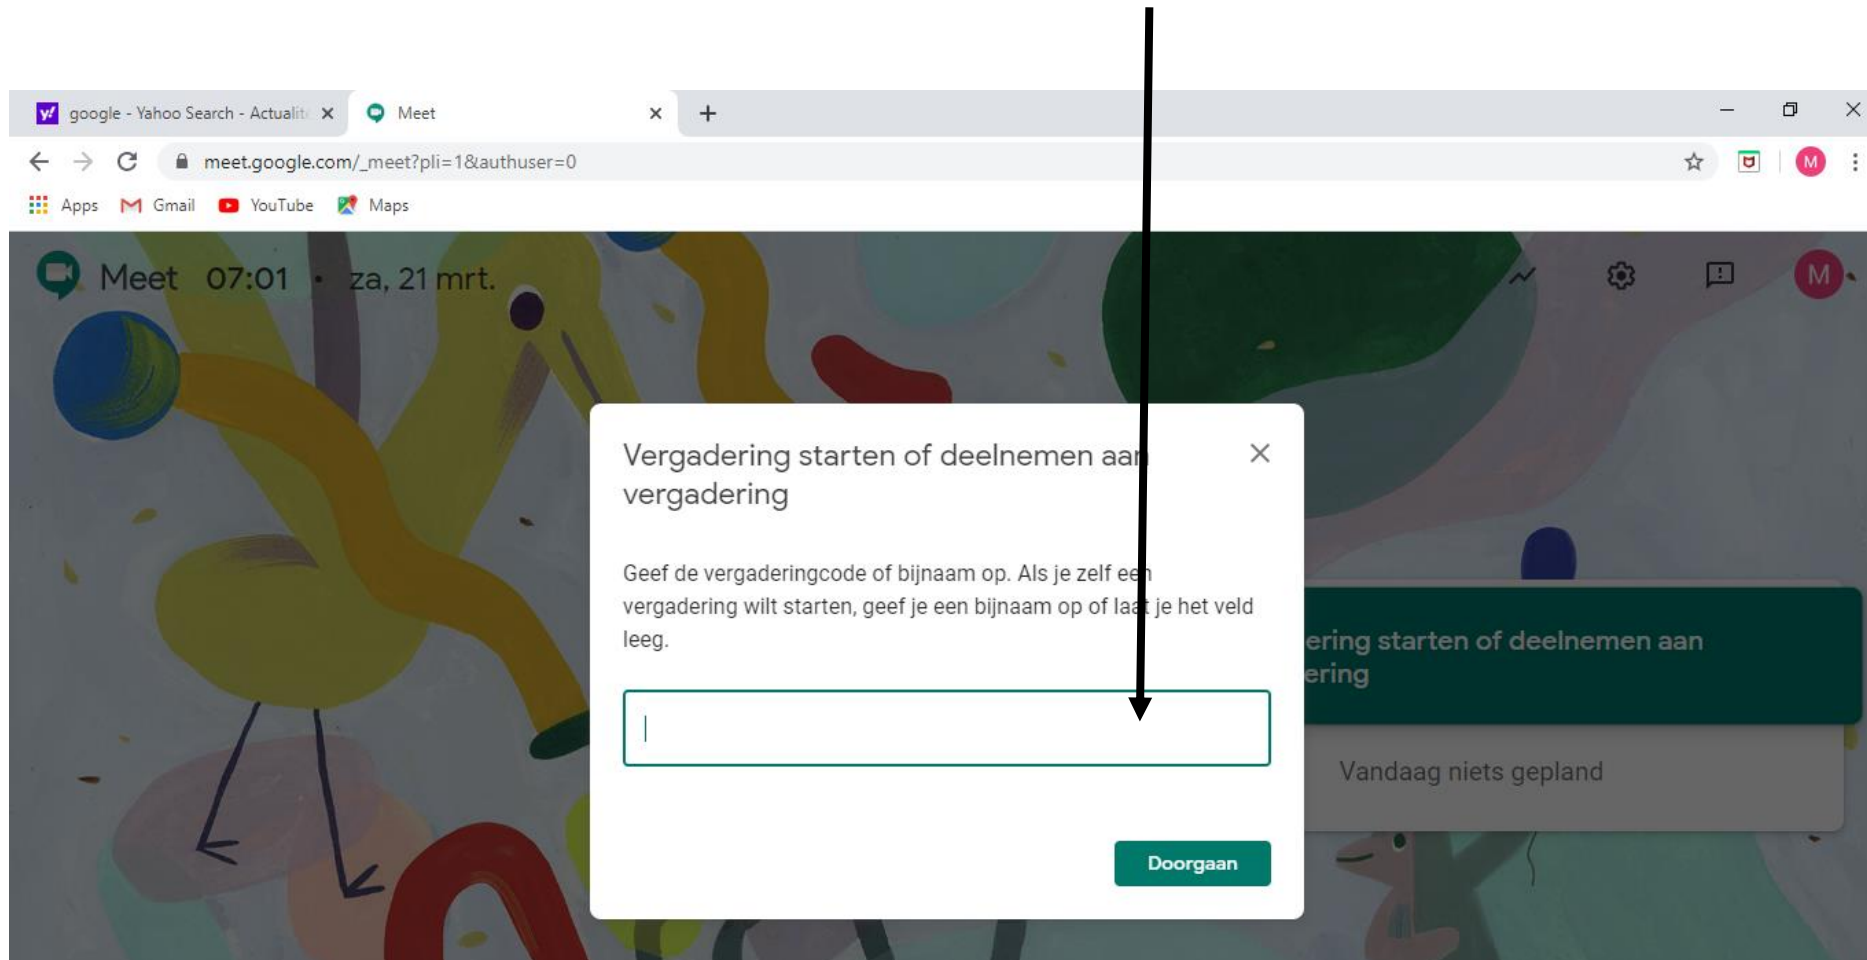 google - Yahoo Search - Actualit
Meet
meet.google.com/_meet?pli=1&authuser=0
Apps
Gmail
YouTube
Maps
M
Meet 07:01 • za, 21 mrt.
M
Vergadering starten of deelnemen aan
vergadering
Geef de vergaderingcode of bijnaam op. Als je zelf een
vergadering wilt starten, geef je een bijnaam op of laat je het veld
leeg.
Doorgaan
ering starten of deelnemen aan
ering
Vandaag niets gepland